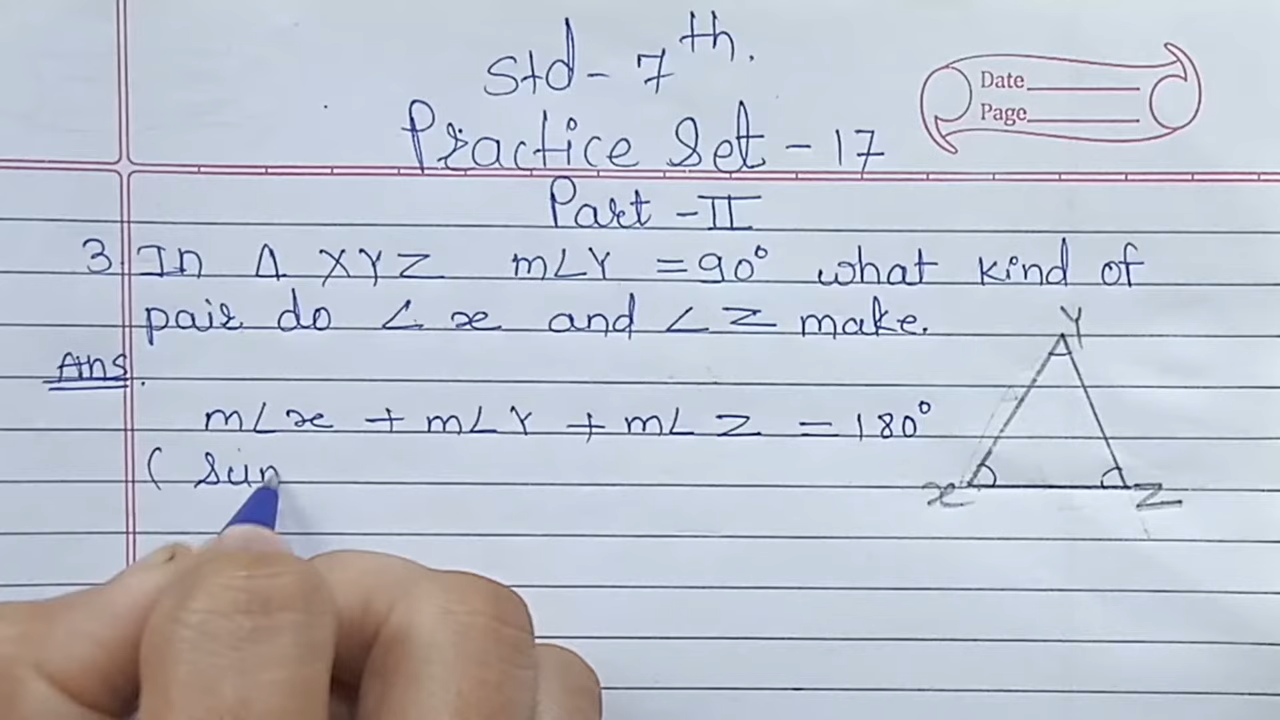 Std - 7th.
Date
Page
Practice Set - 17
Part - II
3 In Δ XYZ m∠Y = 90° what kind of
pair do ∠ x and ∠ Z make.
Ans.
Y
m∠x + m∠Y + m∠ Z = 180°
( sum
x Z